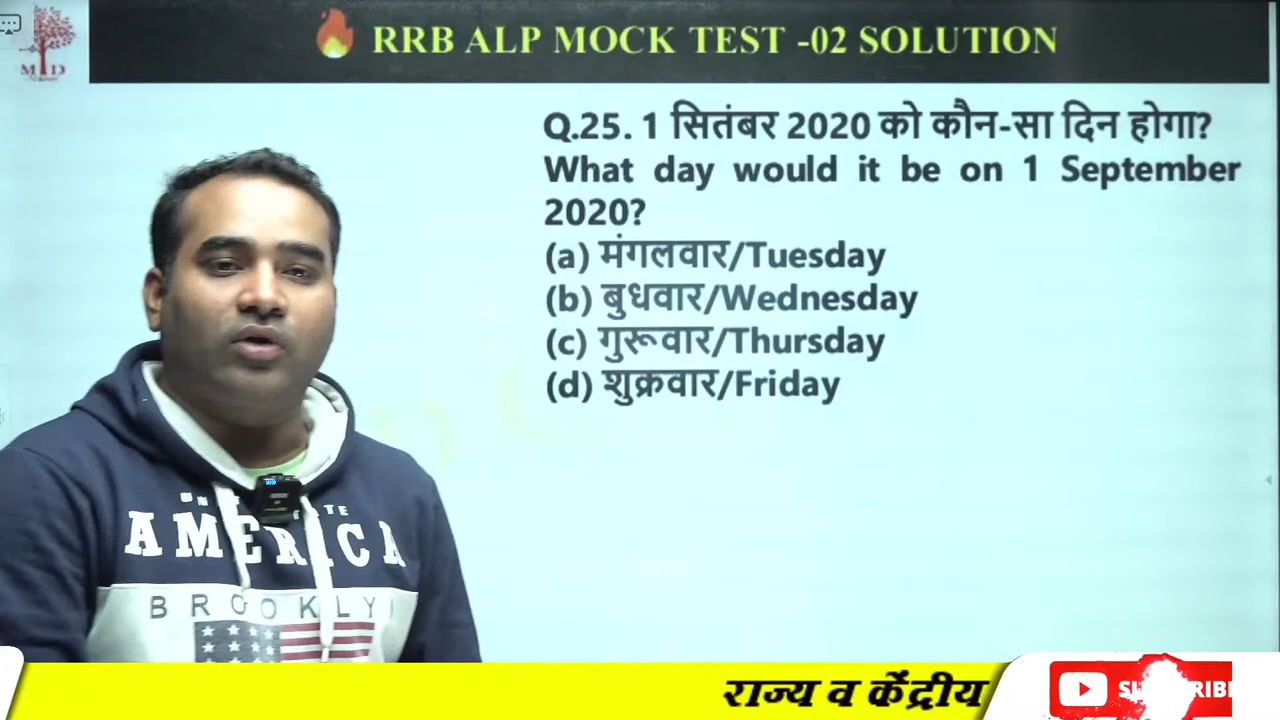 RRB ALP MOCK TEST -02 SOLUTION
Q.25. 1 सितंबर 2020 को कौन-सा दिन होगा?
What day would it be on 1 September
2020?
(a) मंगलवार/Tuesday
(b) बुधवार/Wednesday
(c) गुरूवार/Thursday
(d) शुक्रवार/Friday
AMERICA
BROOKLY
राज्य व केंद्रीय